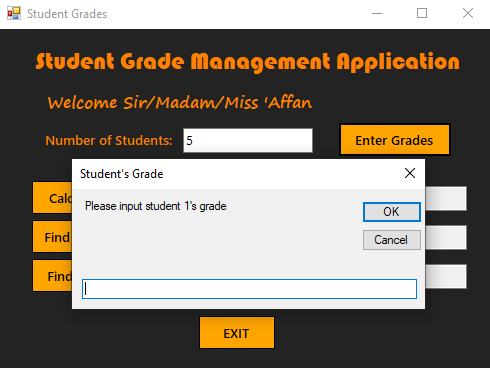 Student Grades
Student Grade Management Application
Welcome Sir/Madam/Miss 'Affan
Number of Students: 5 Enter Grades
Student's Grade
Please input student 1's grade
OK
Cancel
Find
Find
EXIT